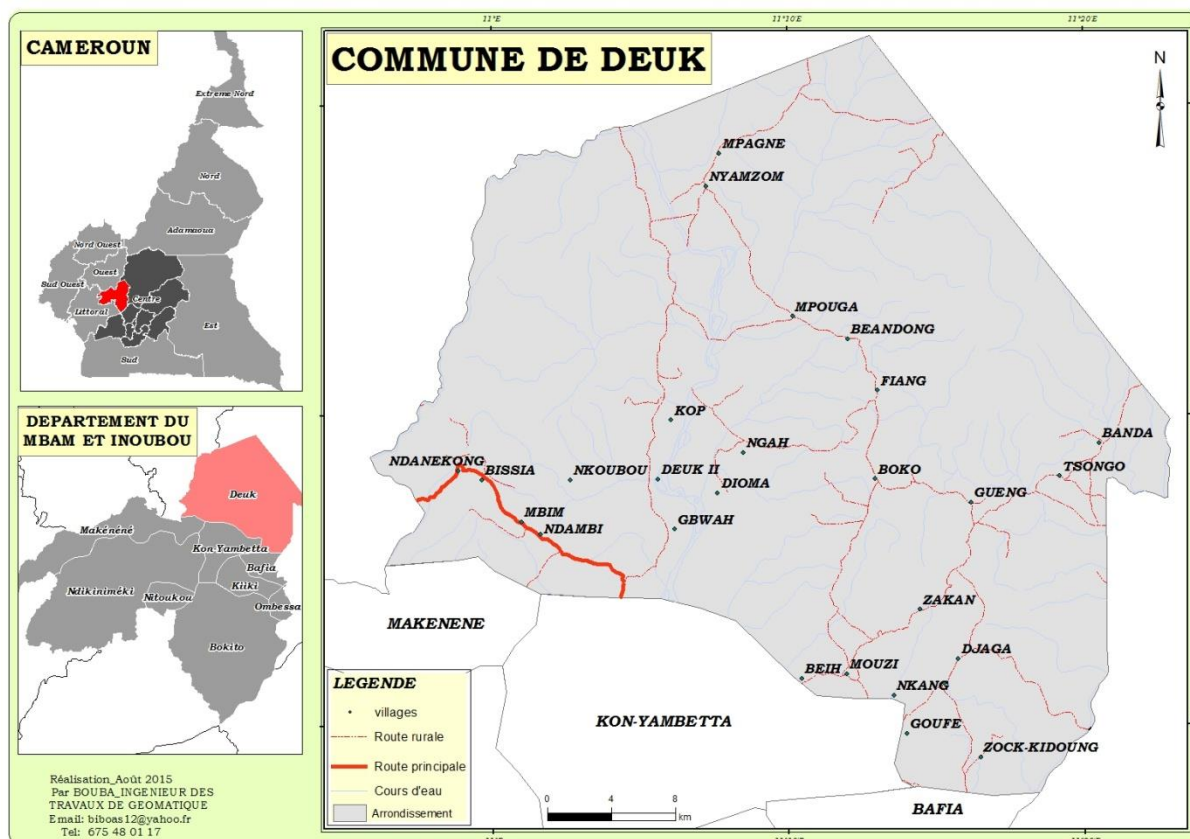 11°E
11°10'E
11°20'E
CAMEROUN
Extreme-Nord
Nord
Adamaoua
Nord Ouest
Ouest
Sud Ouest
Centre
Littoral
Est
Sud
DEPARTEMENT DU
MBAM ET INOUBOU
Deuk
Makénéné
Kon-Yambetta
Bafia
Kiiki
Ndikiniméki
Nitoukou
Ombessa
Bokito
Réalisation_Août 2015
Par BOUBA_INGENIEUR DES
TRAVAUX DE GEOMATIQUE
Email: biboas12@yahoo.fr
Tel: 675 48 01 17
COMMUNE DE DEUK
N
MPAGNE
NYAMZOM
MPOUGA
BEANDONG
FIANG
KOP
NGAH
BANDA
NDANEKONG
BISSIA
NKOUBOU
DEUK II
DIOMA
BOKO
TSONGO
GUENG
MBIM
NDAMBI
GBWAH
ZAKAN
MAKENENE
DJAGA
BEIH
MOUZI
NKANG
KON-YAMBETTA
GOUFE
ZOCK-KIDOUNG
BAFIA
LEGENDE
villages
Route rurale
Route principale
Cours d'eau
Arrondissement
0 4 8
km